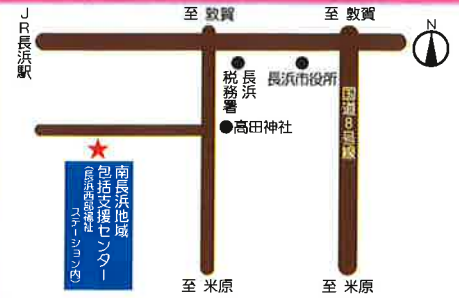 JR長浜駅
至 敦賀
至 敦賀
N
長浜
税務署
長浜市役所
国道8号線
高田神社
南長浜地域
包括支援センター
(長浜西部福祉
ステーション内)
至 米原
至 米原